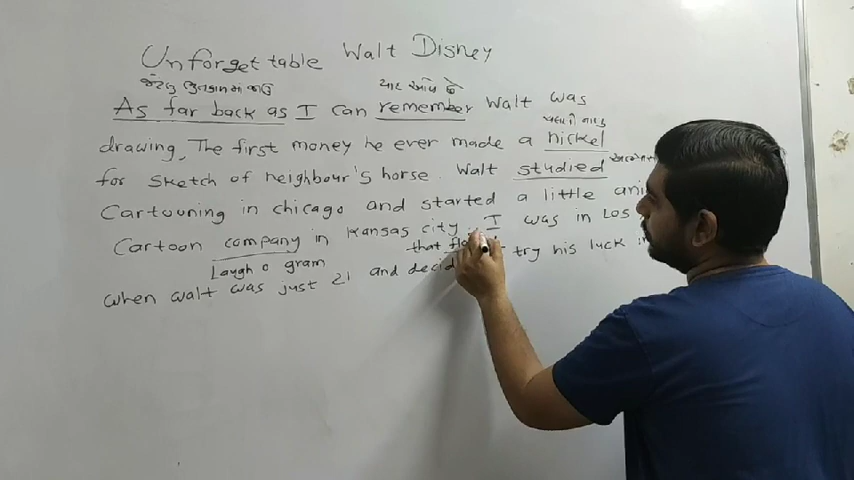 Unforgettable Walt Disney
As far back as I can remember Walt was
drawing. The first money he ever made a nickel
for sketch of neighbour's horse. Walt studied
Cartouning in chicago and started a little ani
Cartoon company in Kansas city. I was in Los
Laugh o gram that try his luck
when walt was just 21 and decid